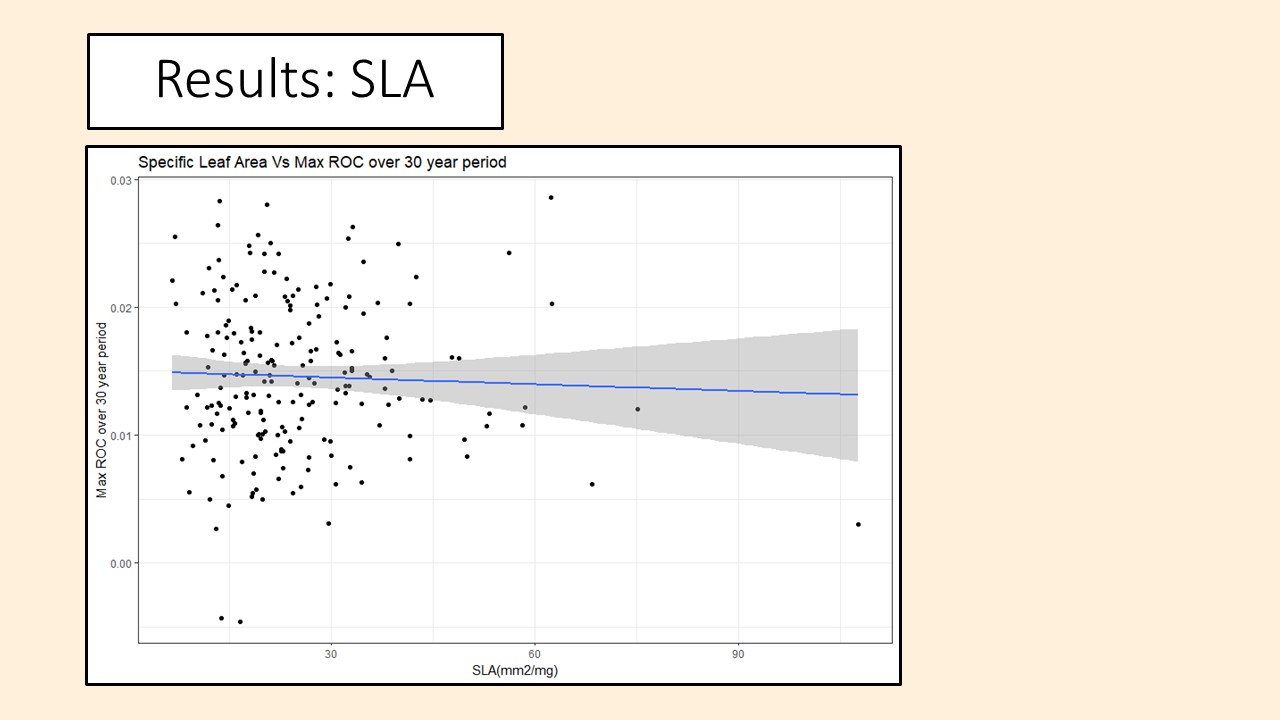 Results: SLA
Specific Leaf Area Vs Max ROC over 30 year period
0.03
0.02
0.01
0.00
Max ROC over 30 year period
30 60 90
SLA(mm2/mg)